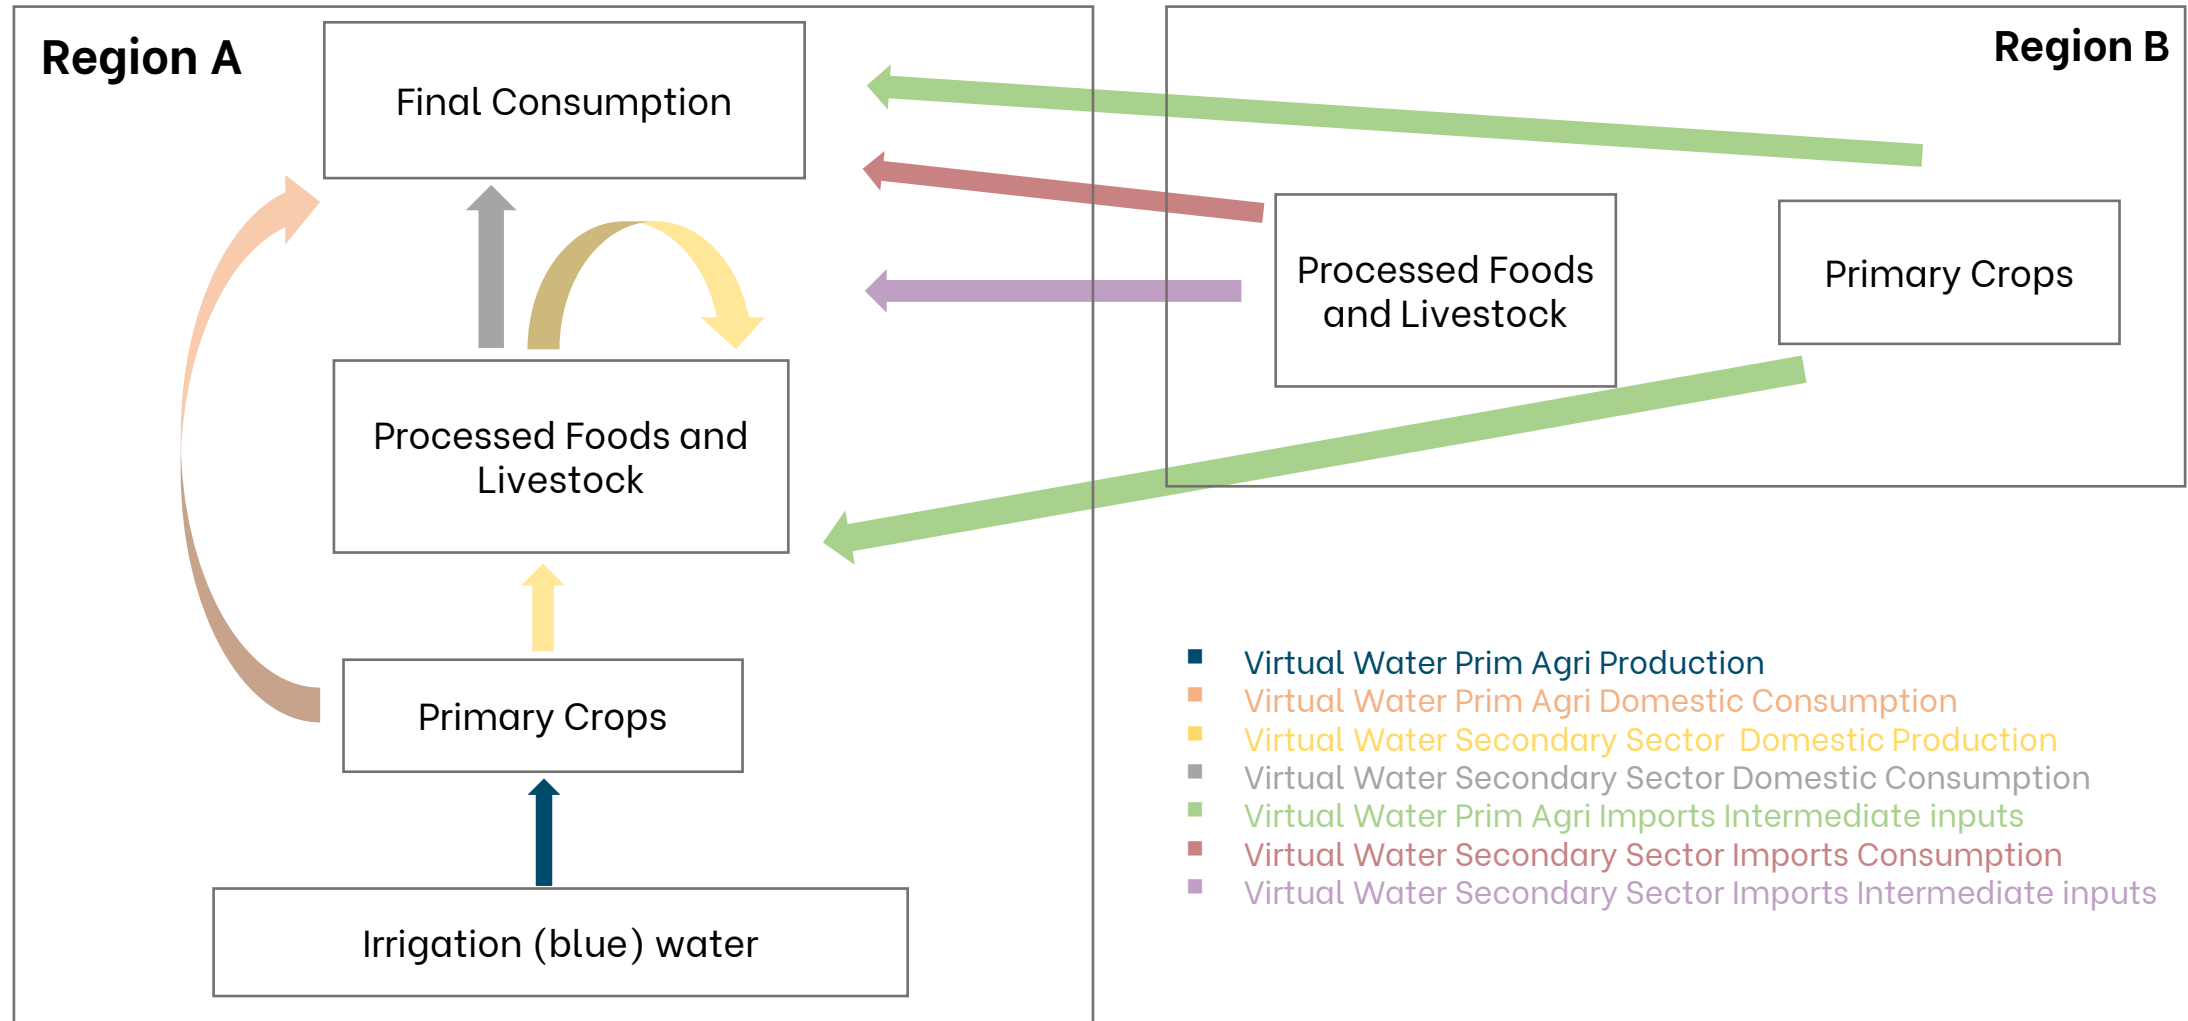 Region A
Final Consumption
Region B
Processed Foods
and Livestock
Primary Crops
Processed Foods and
Livestock
Primary Crops
Irrigation (blue) water
Virtual Water Prim Agri Production
Virtual Water Prim Agri Domestic Consumption
Virtual Water Secondary Sector  Domestic Production
Virtual Water Secondary Sector Domestic Consumption
Virtual Water Prim Agri Imports Intermediate inputs
Virtual Water Secondary Sector Imports Consumption
Virtual Water Secondary Sector Imports Intermediate inputs